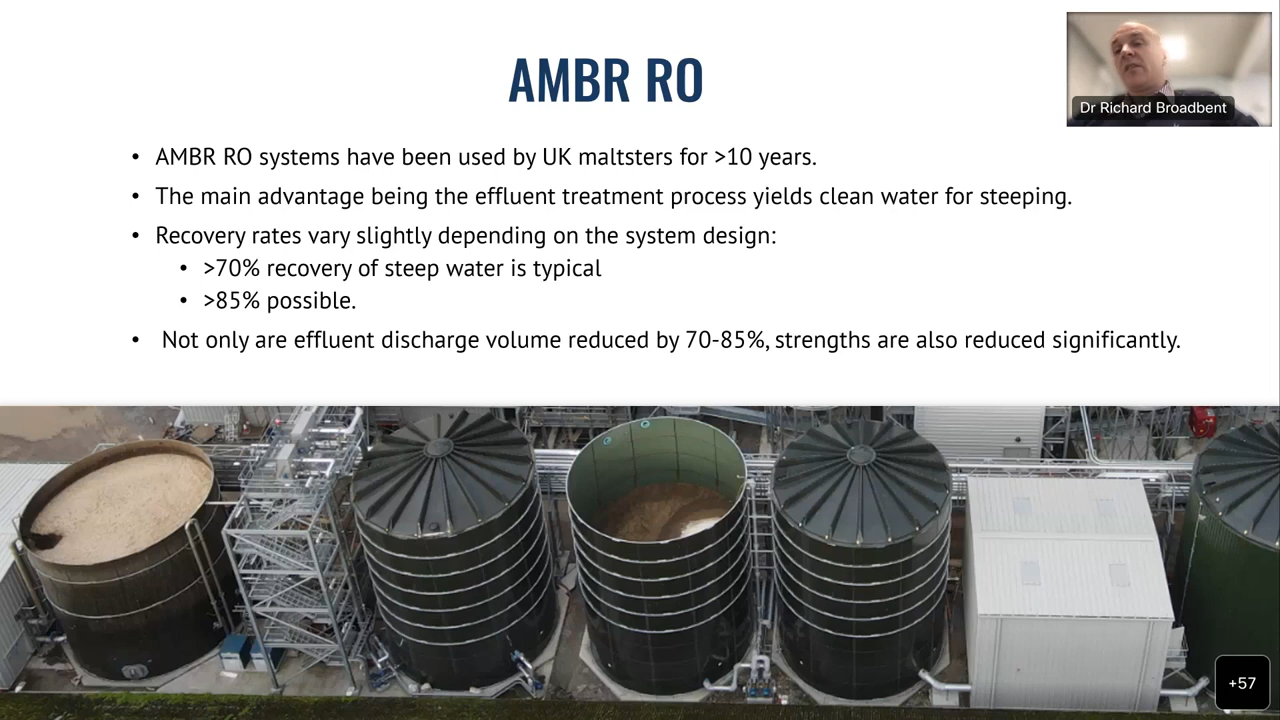 AMBR RO
Dr Richard Broadbent
• AMBR RO systems have been used by UK maltsters for >10 years.
• The main advantage being the effluent treatment process yields clean water for steeping.
• Recovery rates vary slightly depending on the system design:
• >70% recovery of steep water is typical
• >85% possible.
• Not only are effluent discharge volume reduced by 70-85%, strengths are also reduced significantly.
+57